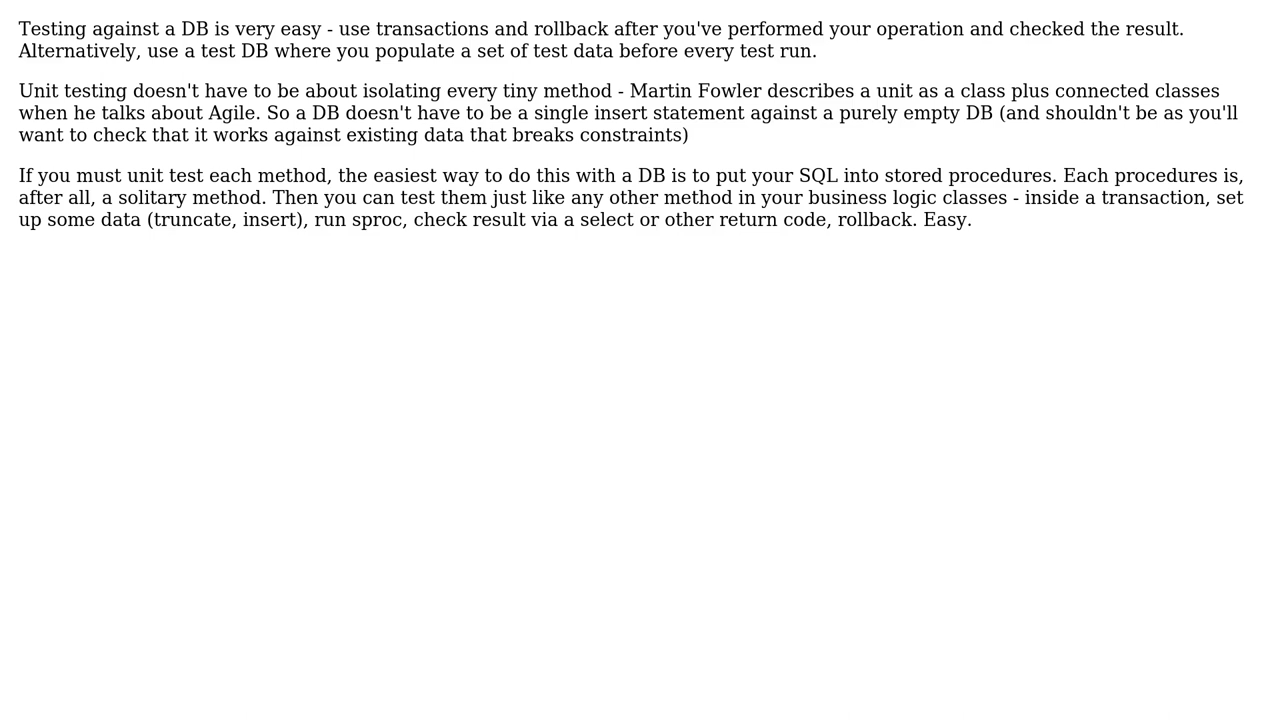 Testing against a DB is very easy - use transactions and rollback after you've performed your operation and checked the result.
Alternatively, use a test DB where you populate a set of test data before every test run.
Unit testing doesn't have to be about isolating every tiny method - Martin Fowler describes a unit as a class plus connected classes
when he talks about Agile. So a DB doesn't have to be a single insert statement against a purely empty DB (and shouldn't be as you'll
want to check that it works against existing data that breaks constraints)
If you must unit test each method, the easiest way to do this with a DB is to put your SQL into stored procedures. Each procedures is,
after all, a solitary method. Then you can test them just like any other method in your business logic classes - inside a transaction, set
up some data (truncate, insert), run sproc, check result via a select or other return code, rollback. Easy.